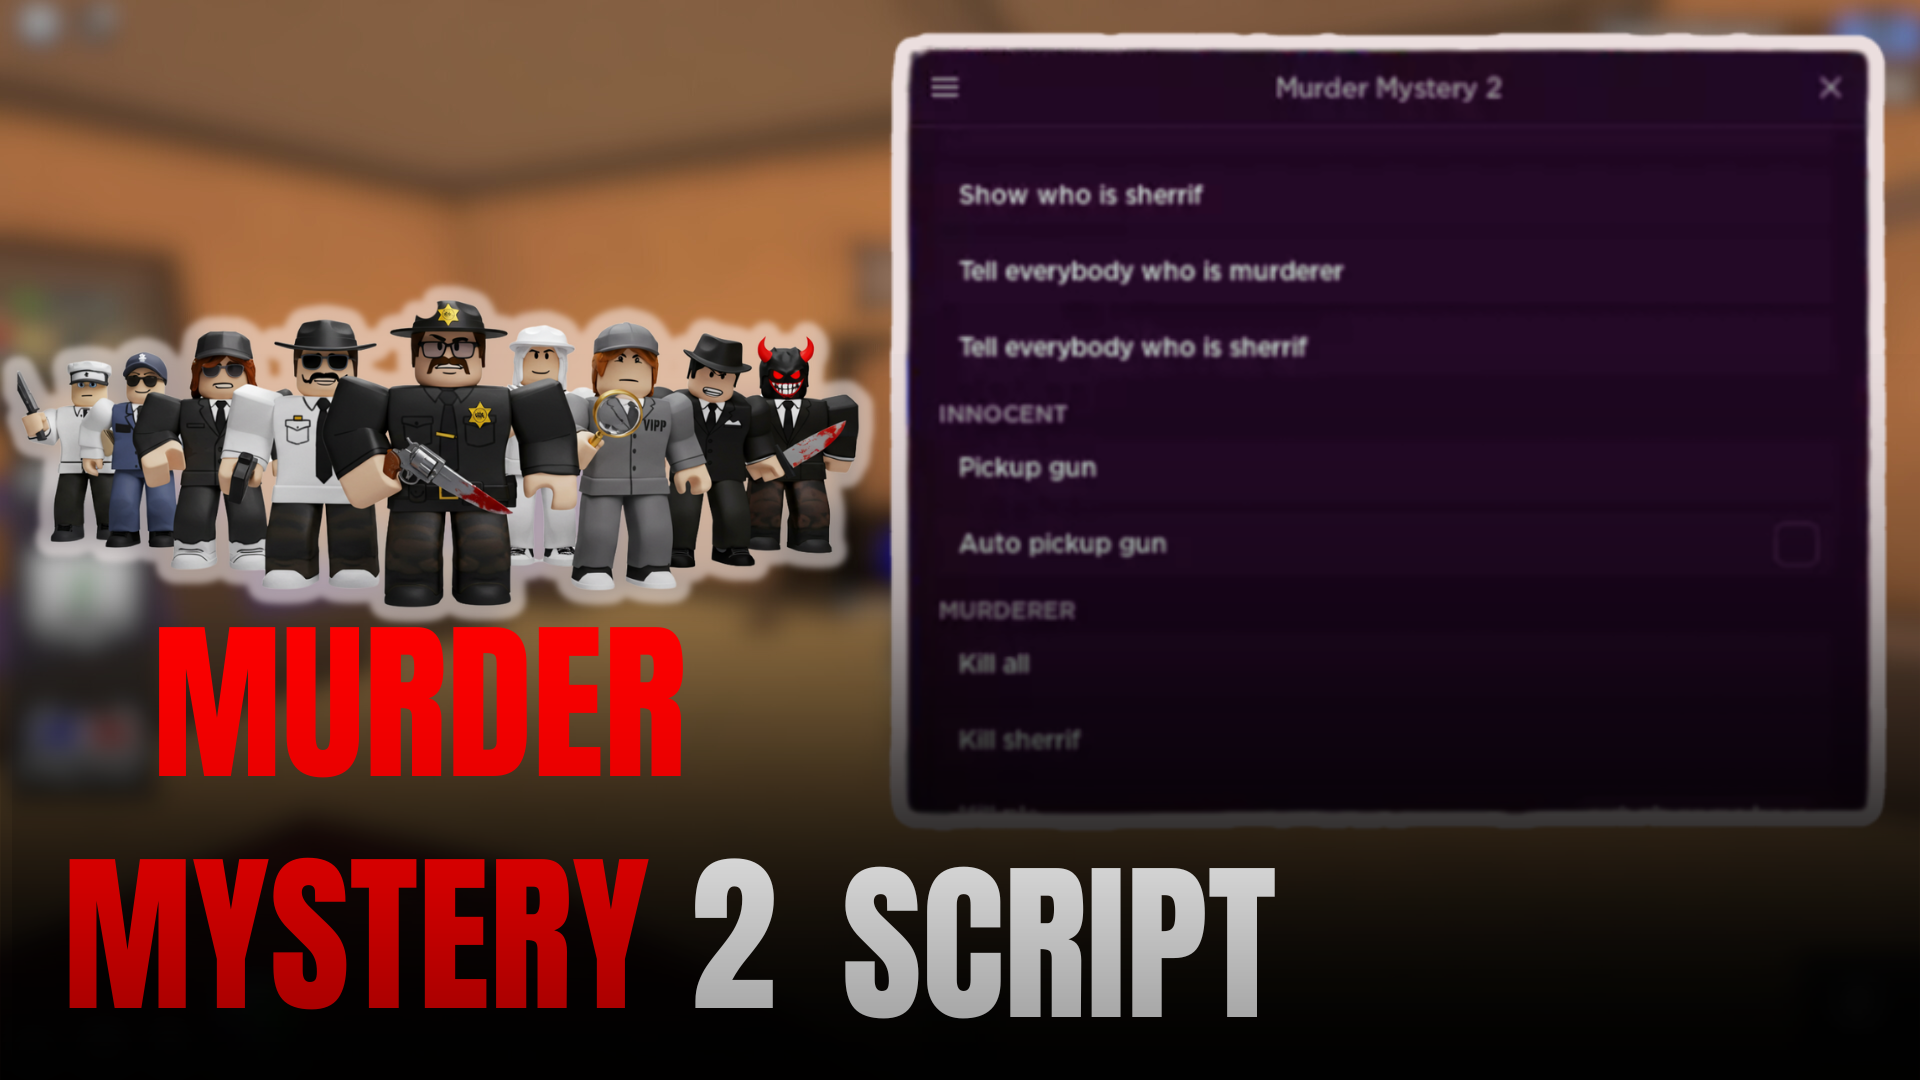 Murder Mystery 2
Show who is sherrif
Tell everybody who is murderer
Tell everybody who is sherrif
INNOCENT
Pickup gun
Auto pickup gun
MURDERER
Kill all
Kill sherrif
VIPP
MURDER
MYSTERY 2 SCRIPT